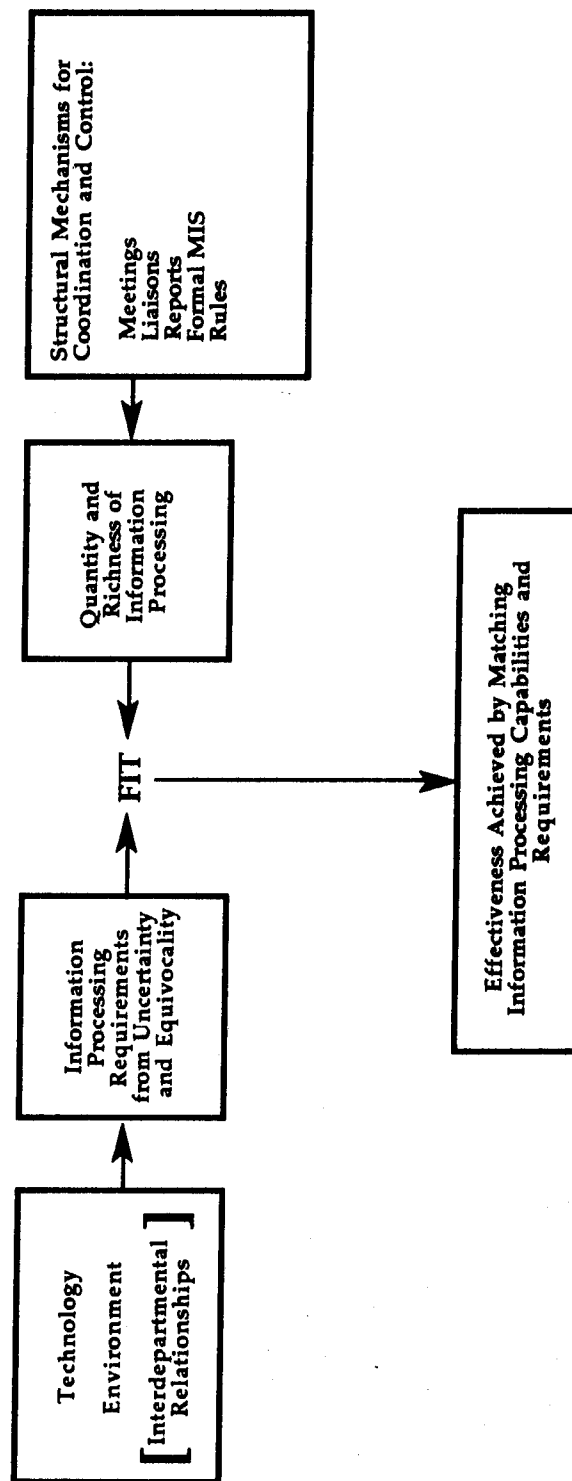 Technology
Environment
[Interdepartmental
Relationships]
Information
Processing
Requirements
from Uncertainty
and Equivocality
FIT
Quantity and
Richness of
Information
Processing
Structural Mechanisms for
Coordination and Control:
Meetings
Liaisons
Reports
Formal MIS
Rules
Effectiveness Achieved by Matching
Information Processing Capabilities and
Requirements